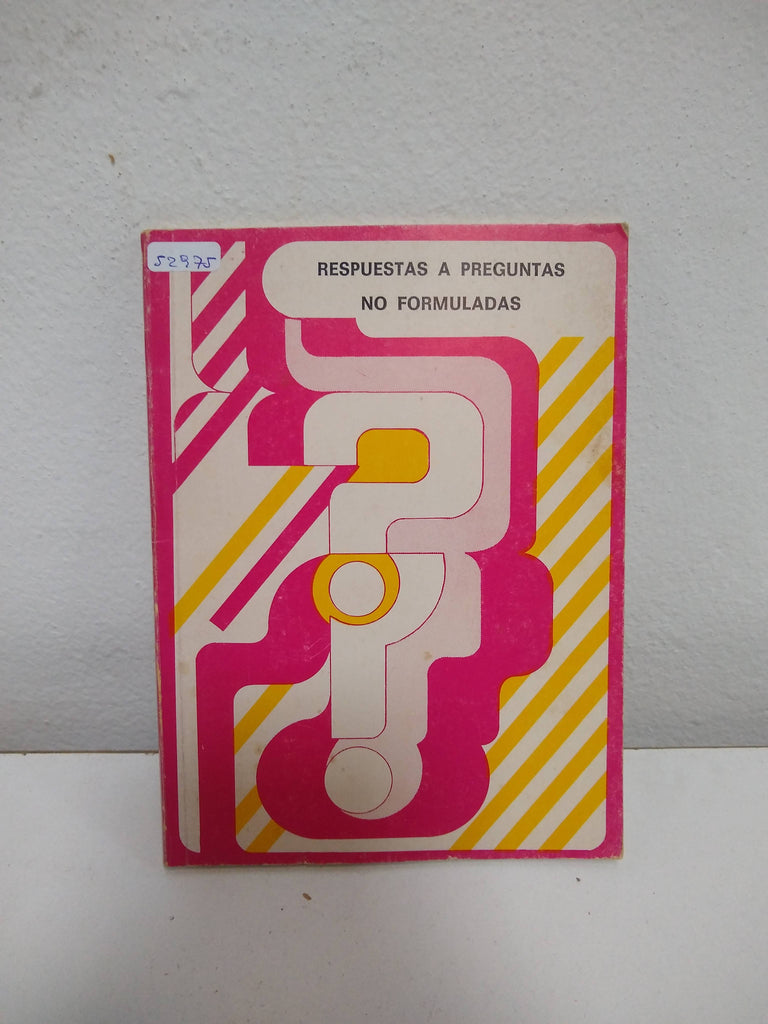 52975
RESPUESTAS A PREGUNTAS
NO FORMULADAS